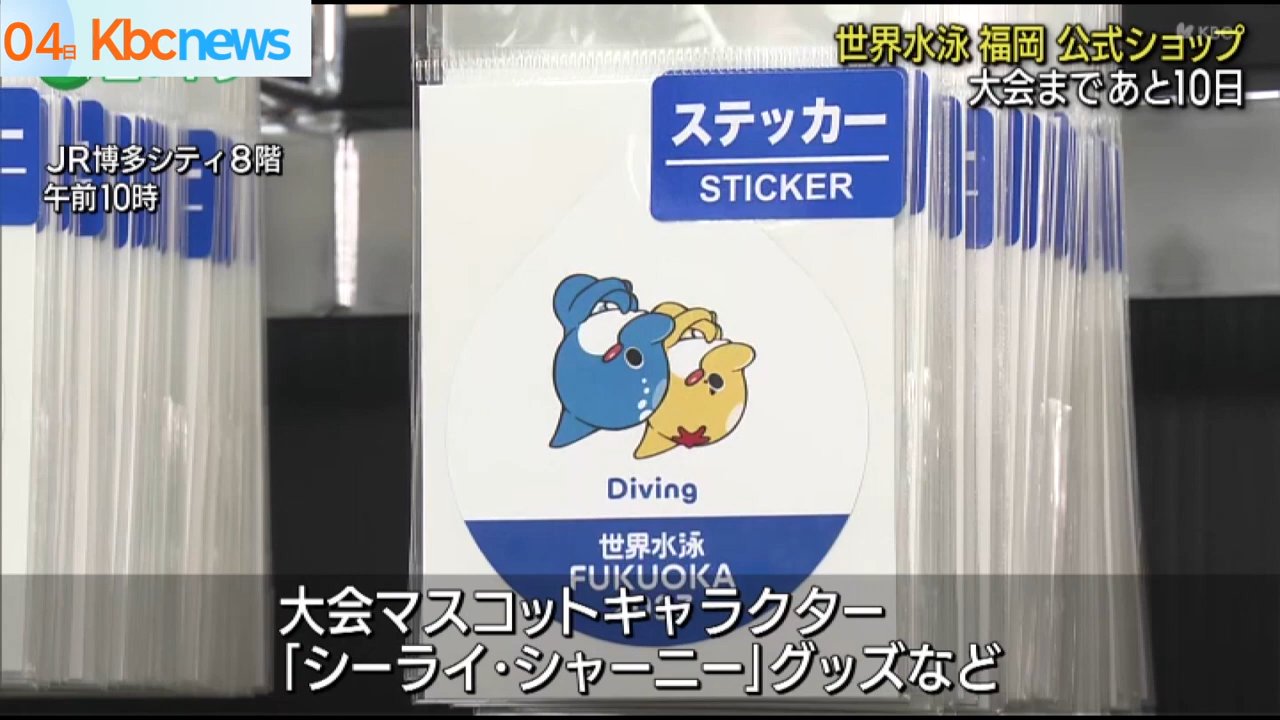 04日 Kbcnews
世界水泳 福岡 公式ショップ
大会まであと10日
JR博多シティ8階
午前10時
ステッカー
STICKER
Diving
世界水泳
FUKUOKA
大会マスコットキャラクター
「シーライ・シャーニー」グッズなど